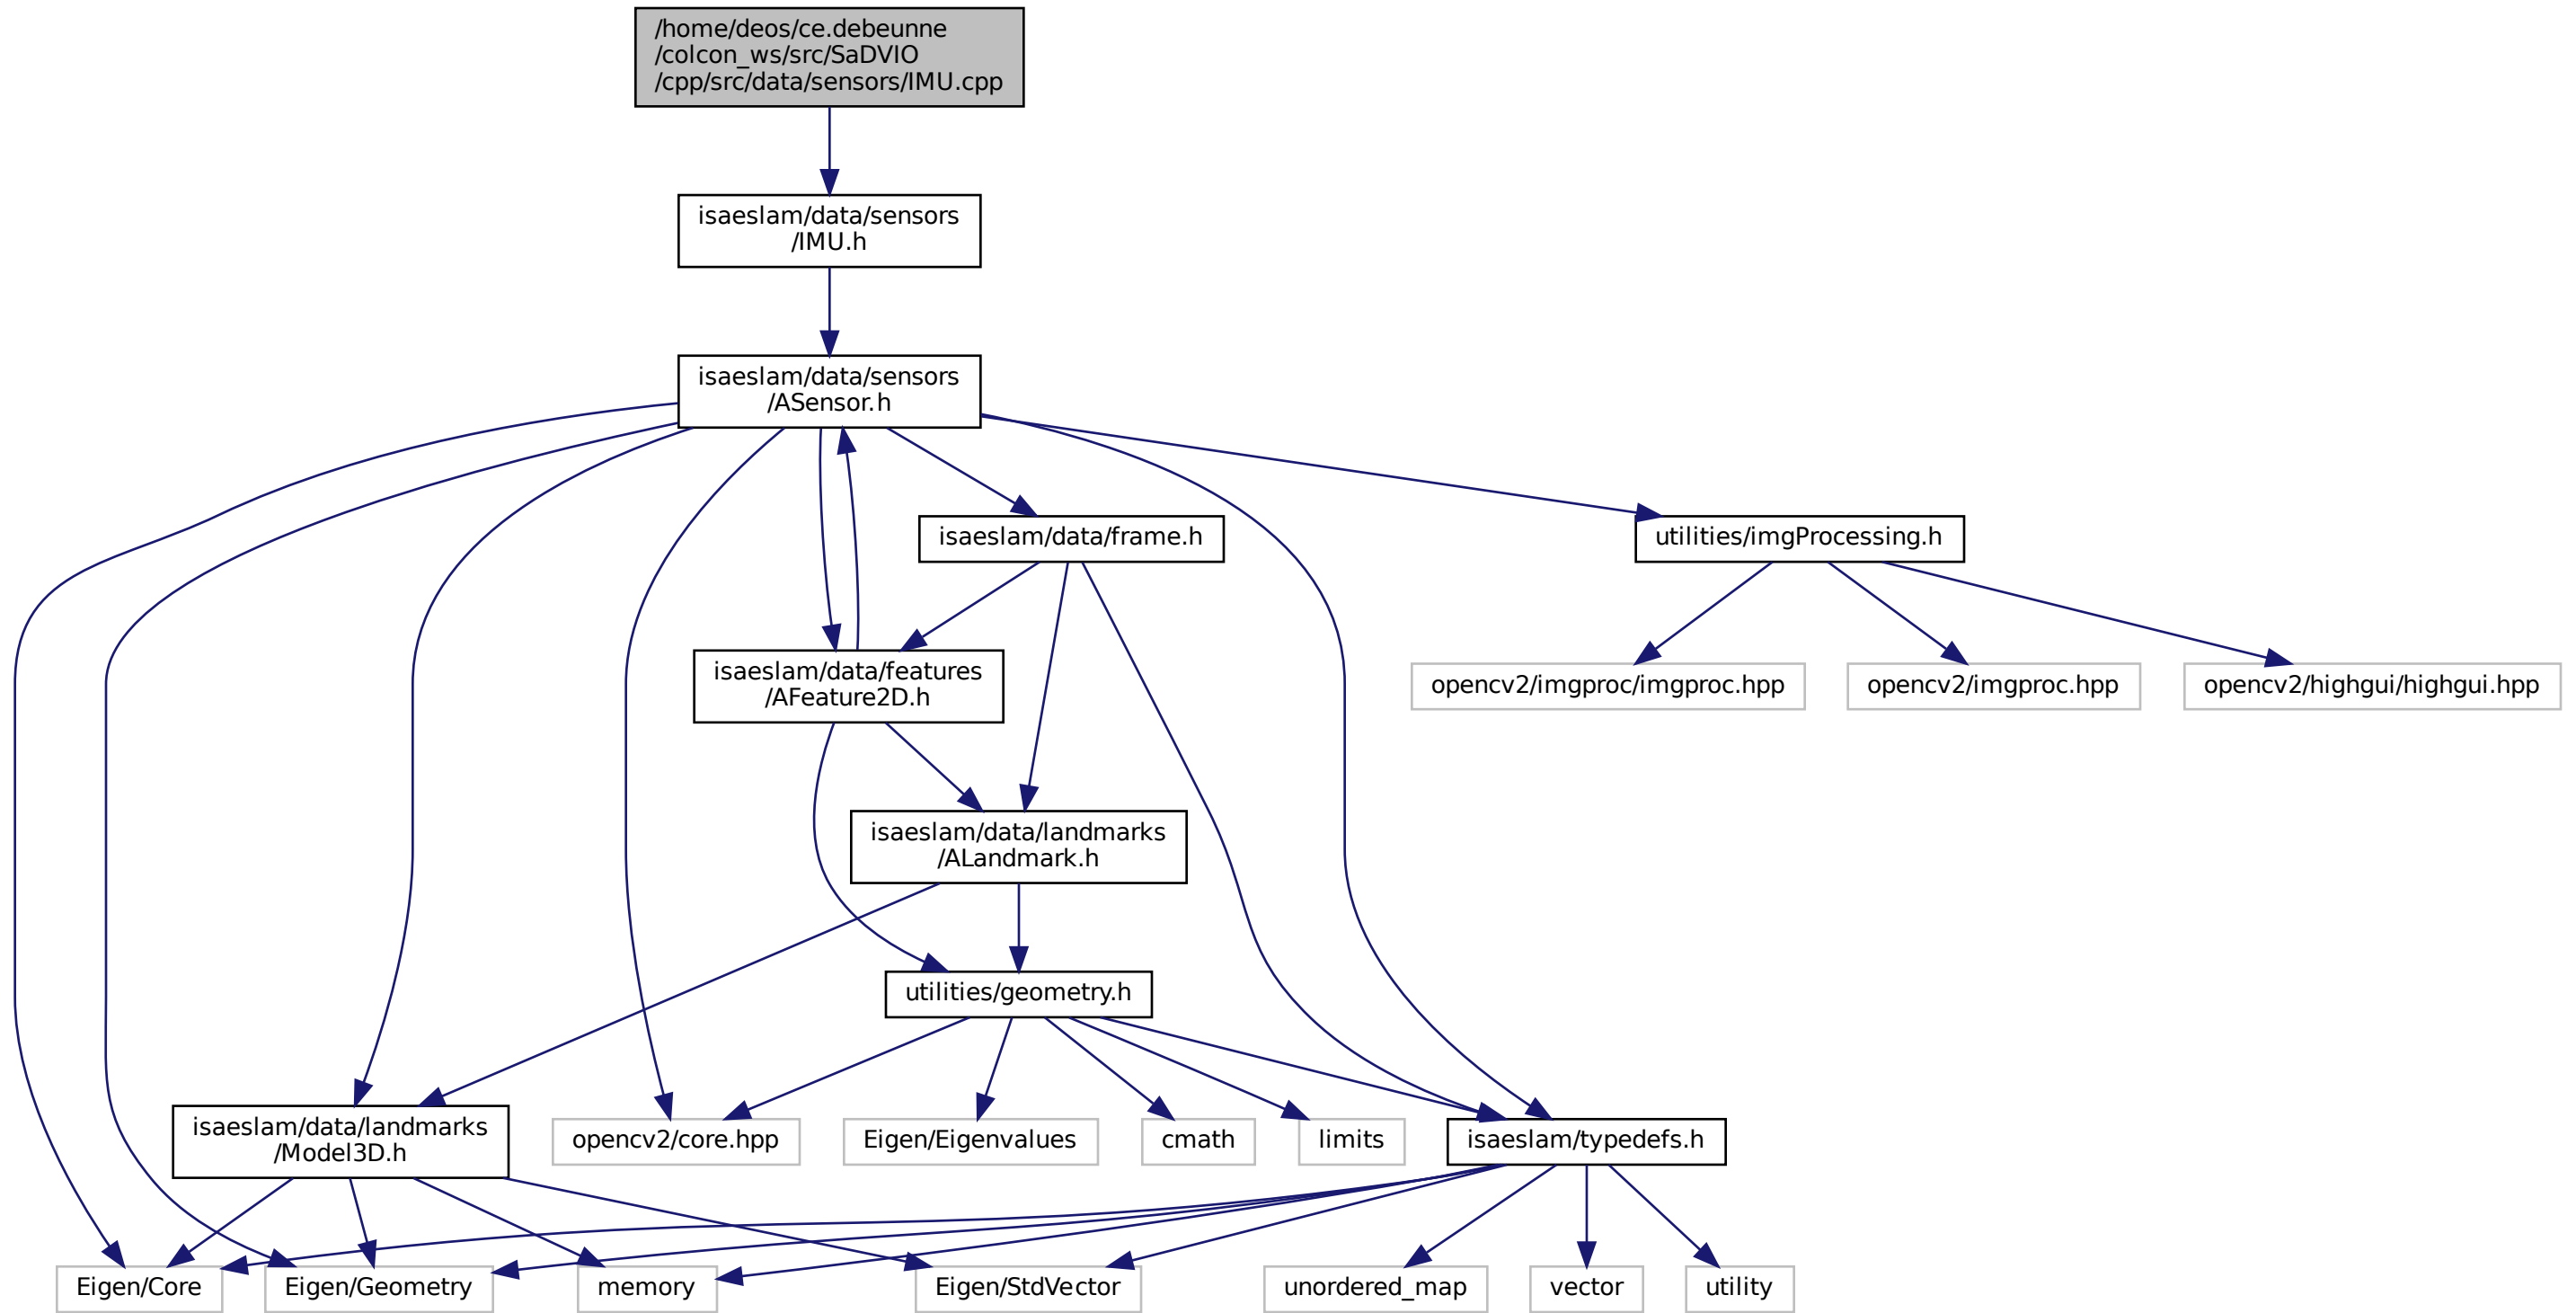 /home/deos/ce.debeunne
/colcon_ws/src/SaDVIO
/cpp/src/data/sensors/IMU.cpp
isaeslam/data/sensors
/IMU.h
isaeslam/data/sensors
/ASensor.h
isaeslam/data/frame.h
utilities/imgProcessing.h
isaeslam/data/features
/AFeature2D.h
opencv2/imgproc/imgproc.hpp
opencv2/imgproc.hpp
opencv2/highgui/highgui.hpp
isaeslam/data/landmarks
/ALandmark.h
utilities/geometry.h
isaeslam/data/landmarks
/Model3D.h
opencv2/core.hpp
Eigen/Eigenvalues
cmath
limits
isaeslam/typedefs.h
Eigen/Core
Eigen/Geometry
memory
Eigen/StdVector
unordered_map
vector
utility